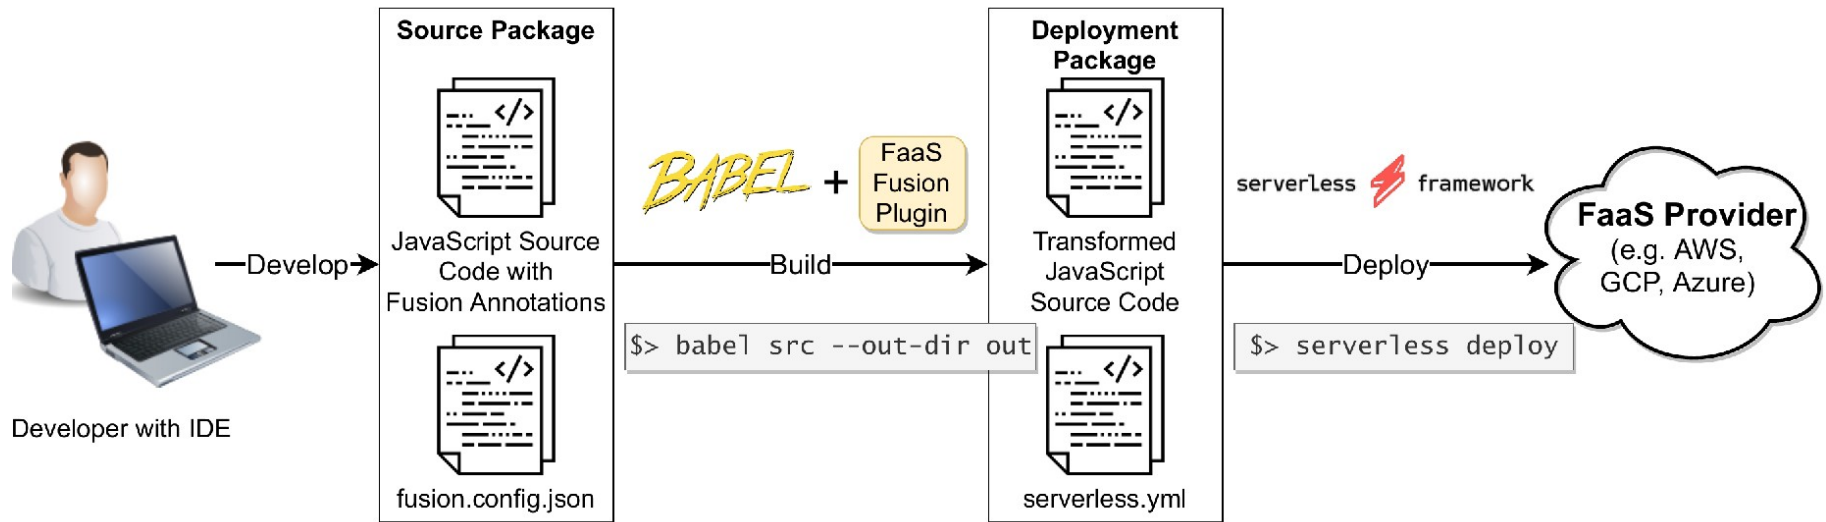 Developer with IDE
Develop
Source Package
</>
JavaScript Source
Code with
Fusion Annotations
</>
fusion.config.json
BABEL
+
FaaS
Fusion
Plugin
Build
$> babel src --out-dir out
Deployment
Package
</>
Transformed
JavaScript
Source Code
</>
serverless.yml
serverless framework
Deploy
$> serverless deploy
FaaS Provider
(e.g. AWS,
GCP, Azure)